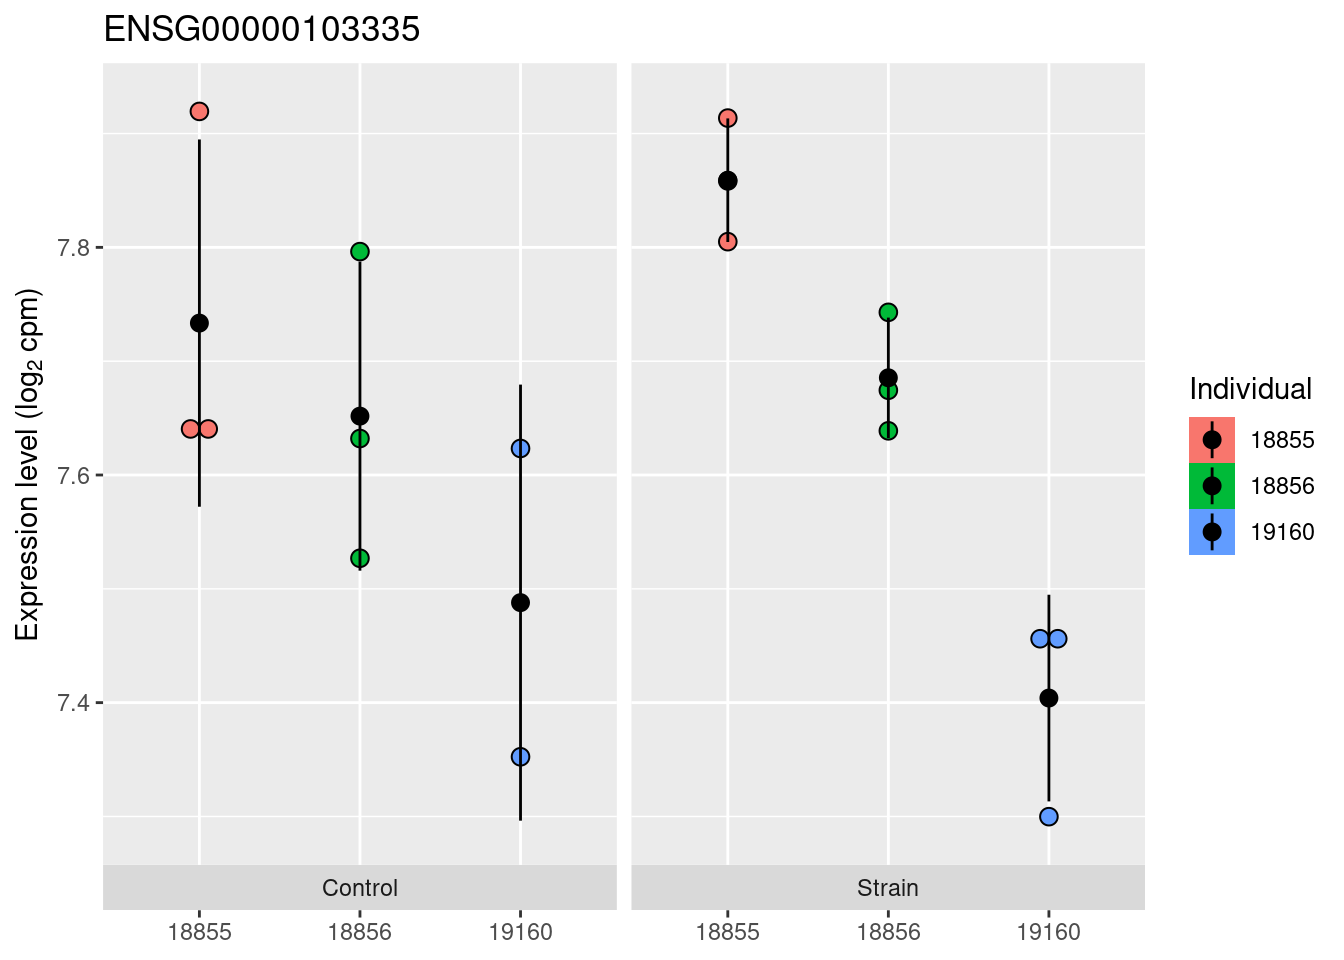 ENSG00000103335
Expression level (log₂ cpm)
7.8
7.6
7.4
Control
Strain
18855
18856
19160
18855
18856
19160
Individual
18855
18856
19160